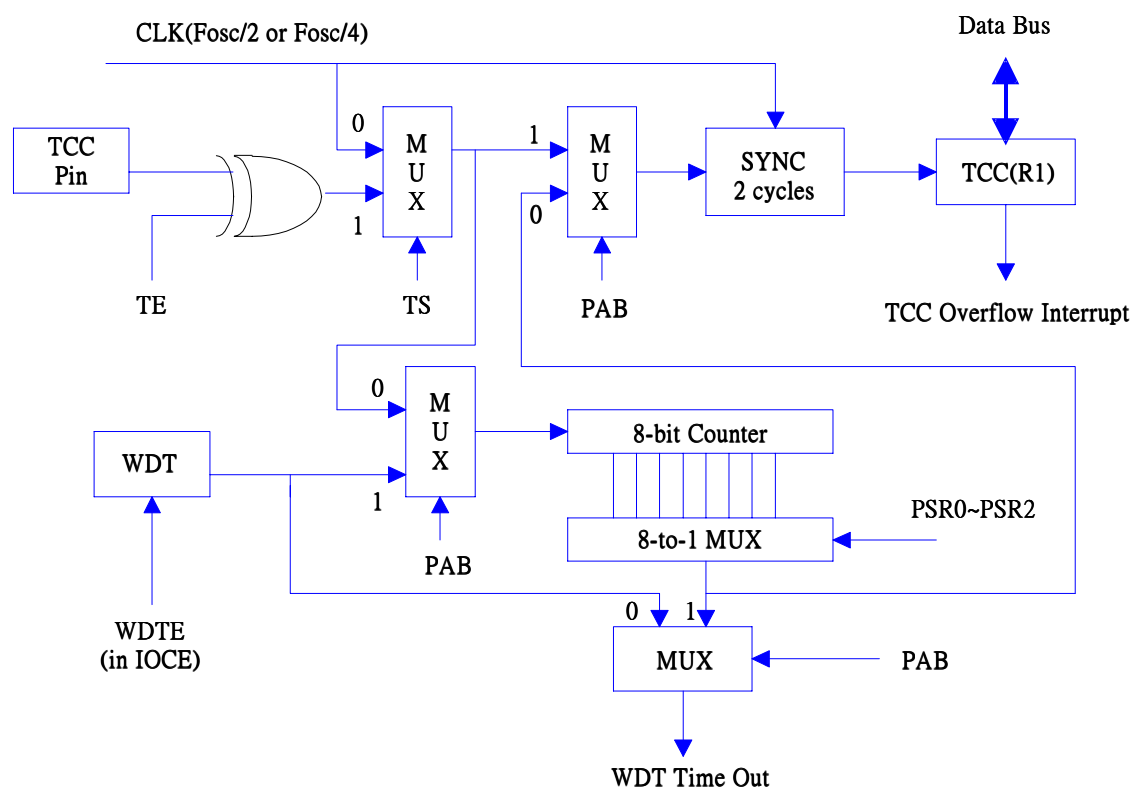 CLK(Fosc/2 or Fosc/4)
Data Bus
TCC
Pin
0
1
M
U
X
1
0
M
U
X
SYNC
2 cycles
TCC(R1)
TE
TS
PAB
TCC Overflow Interrupt
0
1
M
U
X
8-bit Counter
WDT
PSR0~PSR2
8-to-1 MUX
PAB
WDTE
(in IOCE)
0
1
MUX
PAB
WDT Time Out